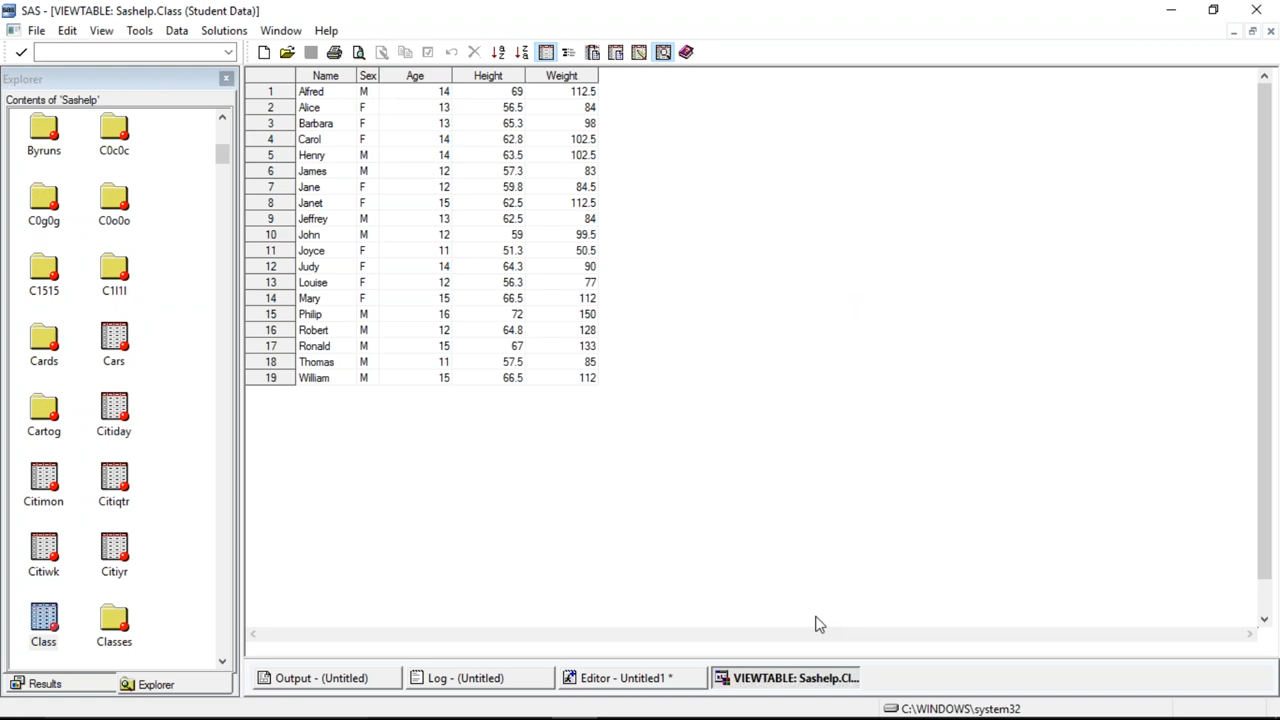 SAS - [VIEWTABLE: Sashelp.Class (Student Data)]
File Edit View Tools Data Solutions Window Help
Explorer
Contents of 'Sashelp'
Byruns C0c0c
C0g0g C0o0o
C1515 C1l1l
Cards Cars
Cartog Citiday
Citimon Citiqtr
Citiwk Citiyr
Class Classes
Results Explorer
Name Sex Age Height Weight
1 Alfred M 14 69 112.5
2 Alice F 13 56.5 84
3 Barbara F 13 65.3 98
4 Carol F 14 62.8 102.5
5 Henry M 14 63.5 102.5
6 James M 12 57.3 83
7 Jane F 12 59.8 84.5
8 Janet F 15 62.5 112.5
9 Jeffrey M 13 62.5 84
10 John M 12 59 99.5
11 Joyce F 11 51.3 50.5
12 Judy F 14 64.3 90
13 Louise F 12 56.3 77
14 Mary F 15 66.5 112
15 Philip M 16 72 150
16 Robert M 12 64.8 128
17 Ronald M 15 67 133
18 Thomas M 11 57.5 85
19 William M 15 66.5 112
Output - (Untitled) Log - (Untitled) Editor - Untitled1 * VIEWTABLE: Sashelp.Cl...
C:\WINDOWS\system32